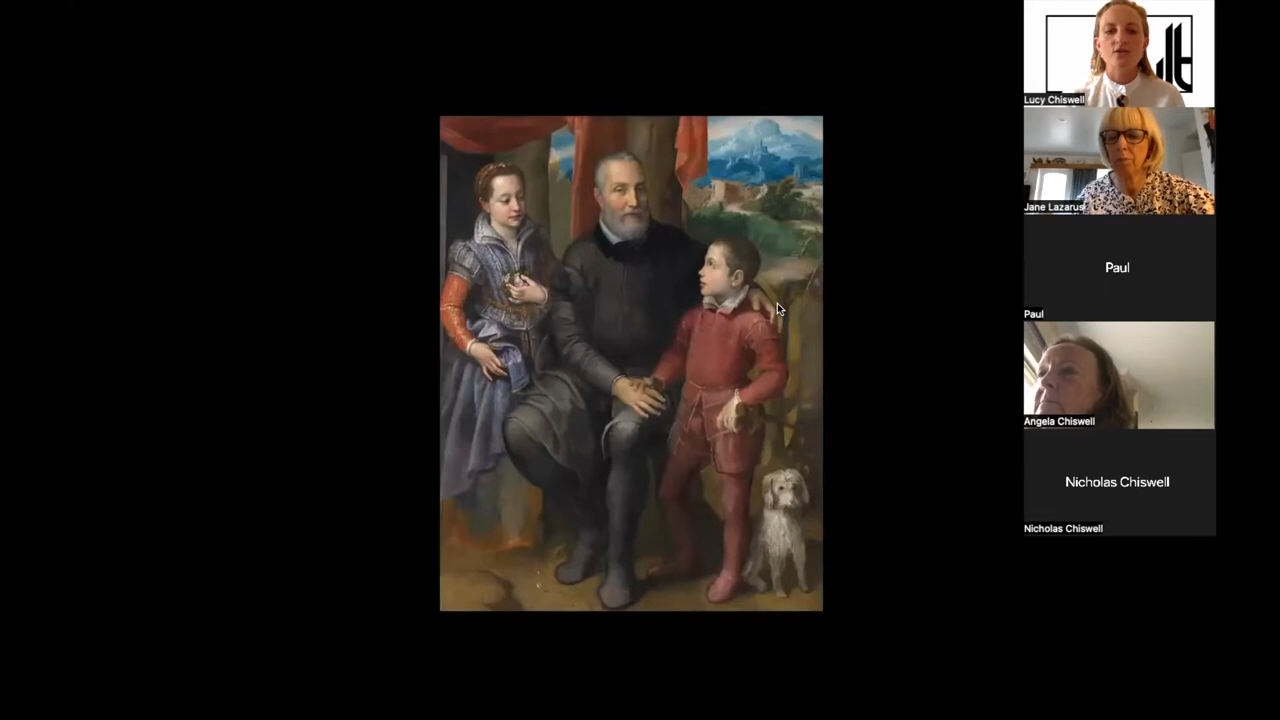 Lucy Chiswell
Jane Lazarus
Paul
Paul
Angela Chiswell
Nicholas Chiswell
Nicholas Chiswell